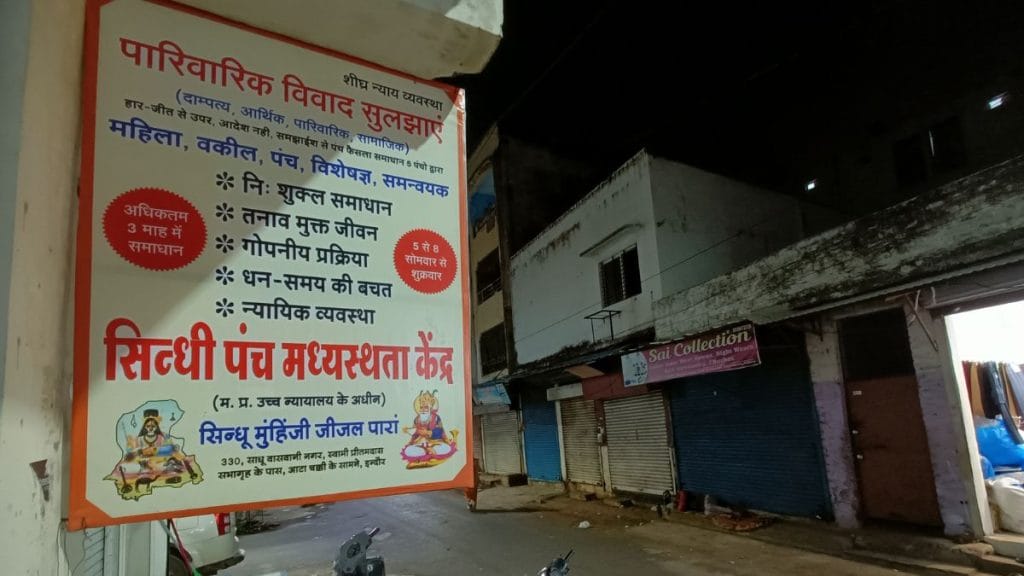 शीघ्र न्याय व्यवस्था
पारिवारिक विवाद सुलझाएं
(दाम्पत्य, आर्थिक, पारिवारिक, सामाजिक)
हार-जीत से उपर, आदेश नही, समझाईश से पंच फैसला समाधान 5 पंचो द्वारा
महिला, वकील, पंच, विशेषज्ञ, समन्वयक
अधिकतम
3 माह में
समाधान
✻ निः शुक्ल समाधान
✻ तनाव मुक्त जीवन
✻ गोपनीय प्रक्रिया
✻ धन-समय की बचत
✻ न्यायिक व्यवस्था
5 से 8
सोमवार से
शुक्रवार
सिन्धी पंच मध्यस्थता केंद्र
(म. प्र. उच्च न्यायालय के अधीन)
सिन्धू मुंहिंजी जीजल पारां
330, साधू वासवानी नगर, स्वामी प्रीतमदास
सभागृह के पास, आटा चक्की के सामने, इन्दौर
Sai Collection